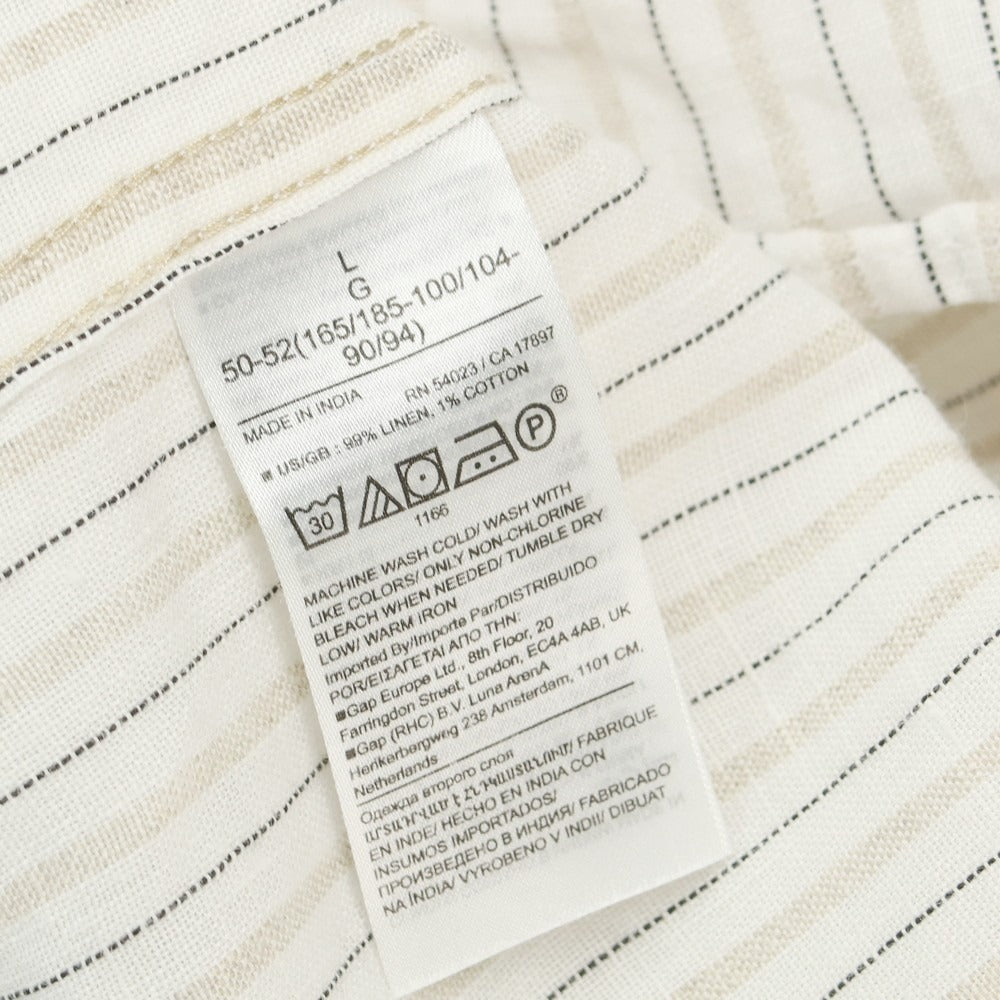 L
G
50-52(165/185-100/104-
90/94)
MADE IN INDIA RN 54023 / CA 17897
US/GB : 99% LINEN, 1% COTTON
30 P ®
1166
MACHINE WASH COLD/ WASH WITH
LIKE COLORS/ ONLY NON-CHLORINE
BLEACH WHEN NEEDED/ TUMBLE DRY
LOW/ WARM IRON
Imported By/Importe Par/DISTRIBUIDO
POR/ΕΙΣΑΓΕΤΑΙ ΑΠΟ ΤΗΝ:
■Gap Europe Ltd., 8th Floor, 20
Farringdon Street, London, EC4A 4AB, UK
■Gap (RHC) B.V. Luna ArenA
Herikerbergweg 238 Amsterdam, 1101 CM,
Netherlands
Одежда второго слоя
ԱՐՏԱԴՐՎԱԾ Է ՀՆԴԿԱՍՏԱՆՈՒՄ/ FABRIQUE
EN INDE/ HECHO EN INDIA CON
INSUMOS IMPORTADOS/
ПРОИЗВЕДЕНО В ИНДИЯ/ FABRICADO
NA ÍNDIA/ VYROBENO V INDII/ DIBUAT